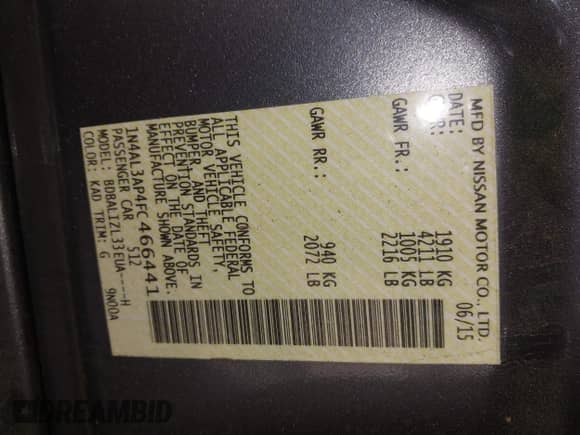 MFD BY NISSAN MOTOR CO., LTD.
DATE: 06/15
GVWR: 1910 KG
4211 LB
GAWR FR.: 1005 KG
2216 LB
GAWR RR.: 940 KG
2072 LB
THIS VEHICLE CONFORMS TO
ALL APPLICABLE FEDERAL
MOTOR VEHICLE SAFETY,
BUMPER, AND THEFT
PREVENTION STANDARDS IN
EFFECT ON THE DATE OF
MANUFACTURE SHOWN ABOVE.
1N4AL3AP4FC466441
PASSENGER CAR 512
MODEL: BDBALIZL33EUA----H
COLOR: KAD TRIM: G 9N00A
DREAMBID